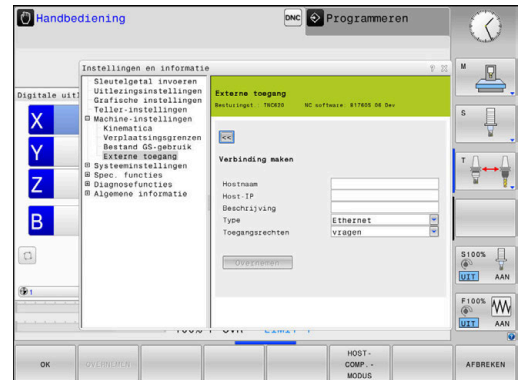 Handbediening
DNC
Programmeren
Instellingen en informatie
Sleuteltgetal invoeren
Uitlezingsinstellingen
Grafische instellingen
Teller-instellingen
Machine-instellingen
Kinematica
Verplaatsingsgrenzen
Bestand GS-gebruik
Externe toegang
Systeeminstellingen
Spec. functies
Diagnosefuncties
Algemene informatie
Digitale uit
X
Y
Z
B
1
Externe toegang
Besturingst.: TNC620 NC software: 817605 06 Dev
<<
Verbinding maken
Hostnaam
Host-IP
Beschrijving
Type Ethernet
Toegangsrechten vragen
Overnemen
M
S
T
S100%
UIT AAN
F100%
UIT AAN
OK
OVERNEMEN
HOST-
COMP.-
MODUS
AFBREKEN